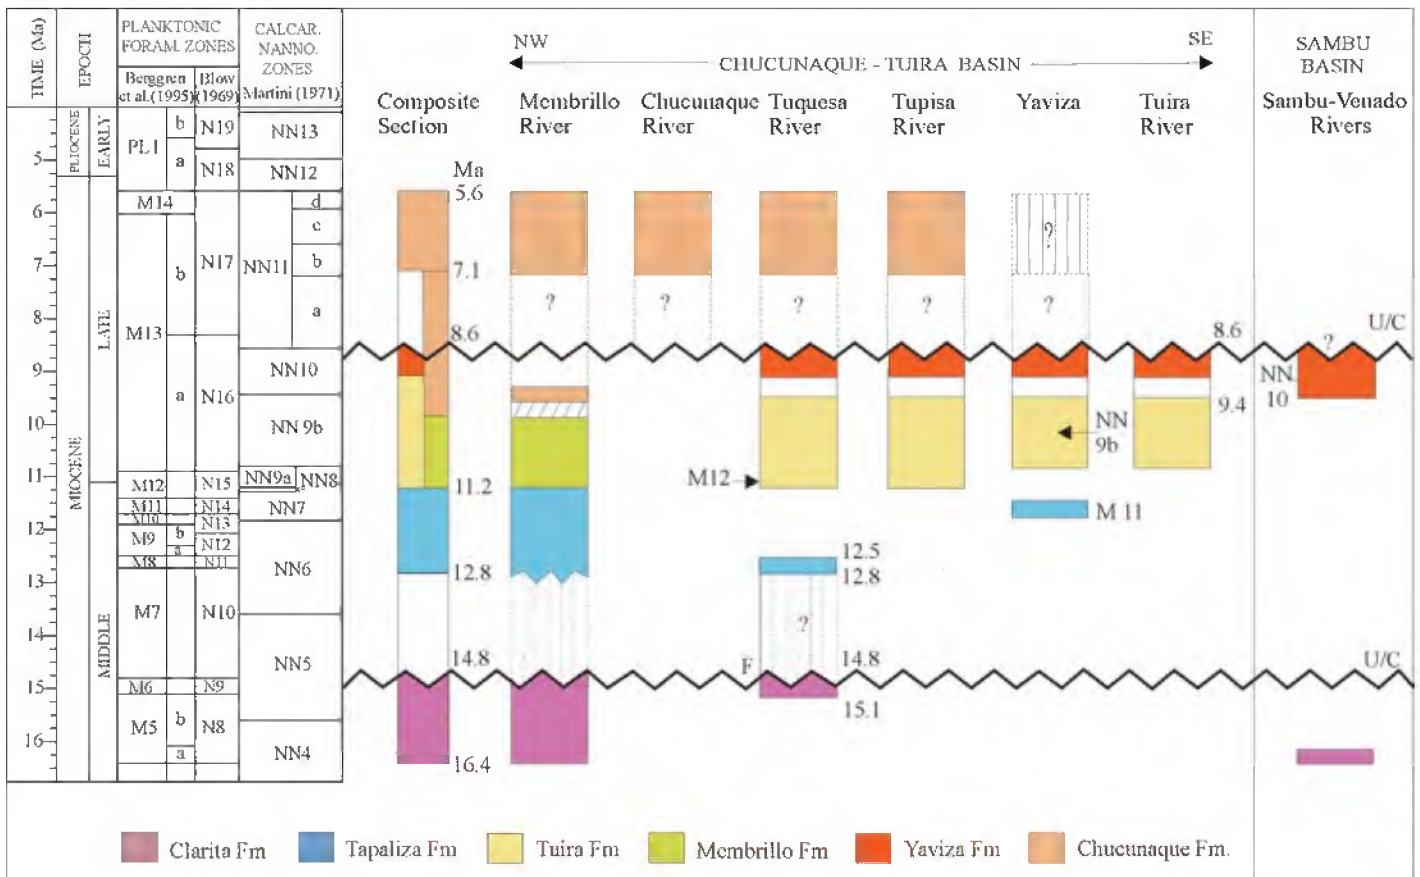 TIME (Ma)
EPOCH
PLANKTONIC
FORAM. ZONES
Berggren
et al.(1995)
Blow
(1969)
CALCAR.
NANNO.
ZONES
Martini (1971)
NW
SE
CHUCUNAQUE - TUIRA BASIN
SAMBU
BASIN
Composite
Section
Membrillo
River
Chucunaque
River
Tuquesa
River
Tupisa
River
Yaviza
Tuira
River
Sambu-Venado
Rivers
5
6
7
8
9
10
11
12
13
14
15
16
PLIOCENE
EARLY
MIOCENE
LATE
MIDDLE
PL1
b
a
M14
M13
b
a
M12
M11
M10
M9
b
a
M8
M7
M6
M5
b
a
N19
N18
N17
N16
N15
N14
N13
N12
N11
N10
N9
N8
NN13
NN12
NN11
d
c
b
a
NN10
NN 9b
NN9a
NN8
NN7
NN6
NN5
NN4
Ma
5.6
7.1
8.6
11.2
12.8
14.8
16.4
?
?
?
?
?
?
8.6
U/C
?
NN
10
9.4
NN
9b
M12
M 11
12.5
12.8
?
F
14.8
U/C
15.1
Clarita Fm
Tapaliza Fm
Tuira Fm
Membrillo Fm
Yaviza Fm
Chucunaque Fm.